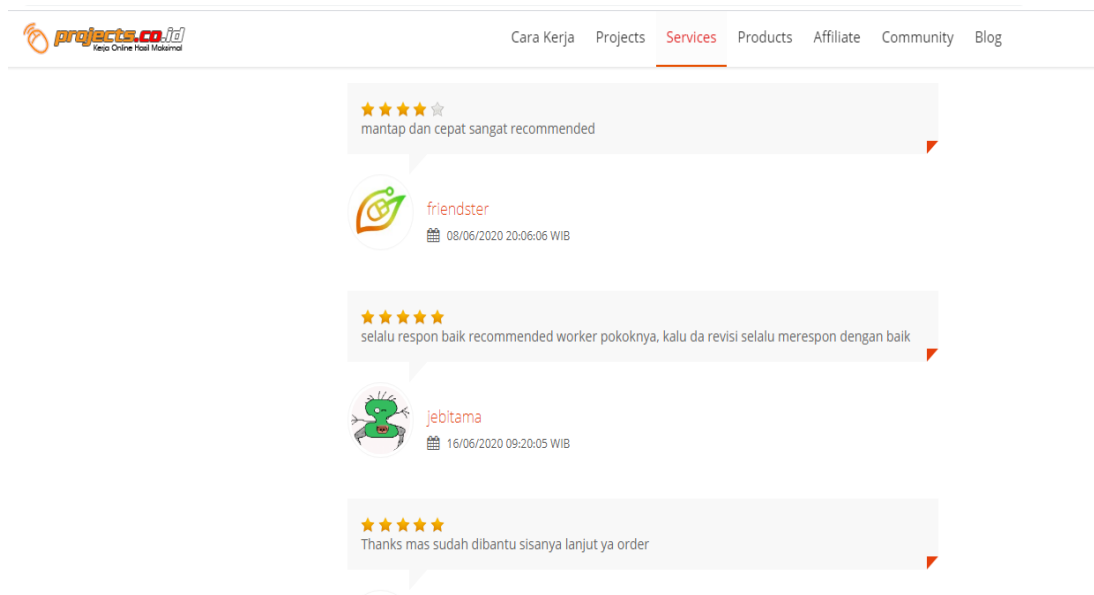 projects.co.id
Kerja Online Hasil Maksimal
Cara Kerja Projects Services Products Affiliate Community Blog
mantap dan cepat sangat recommended
friendster
08/06/2020 20:06:06 WIB
selalu respon baik recommended worker pokoknya, kalu da revisi selalu merespon dengan baik
jebitama
16/06/2020 09:20:05 WIB
Thanks mas sudah dibantu sisanya lanjut ya order